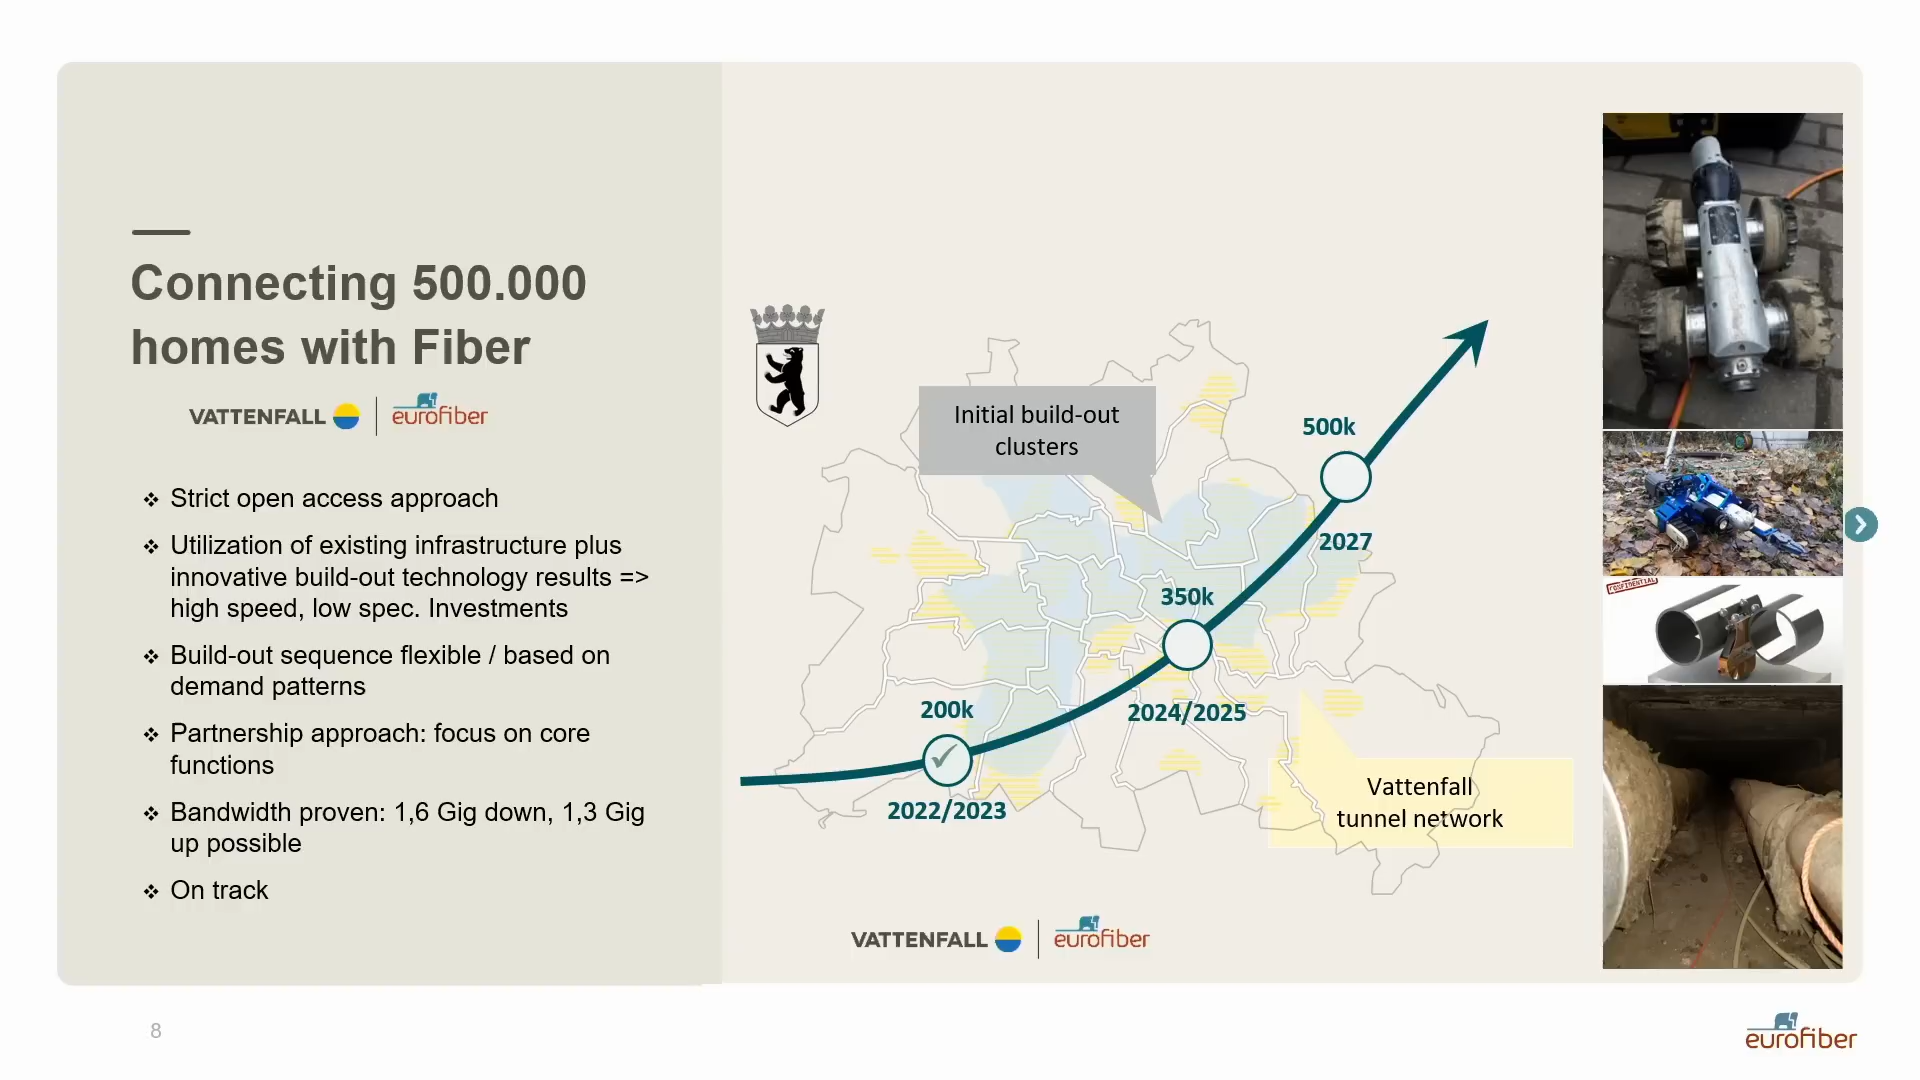 Connecting 500.000
homes with Fiber
VATTENFALL
eurofiber
Strict open access approach
Utilization of existing infrastructure plus
innovative build-out technology results =>
high speed, low spec. Investments
Build-out sequence flexible / based on
demand patterns
Partnership approach: focus on core
functions
Bandwidth proven: 1,6 Gig down, 1,3 Gig
up possible
On track
Initial build-out
clusters
500k
2027
350k
2024/2025
200k
2022/2023
Vattenfall
tunnel network
VATTENFALL
eurofiber
CONFIDENTIAL
8
eurofiber